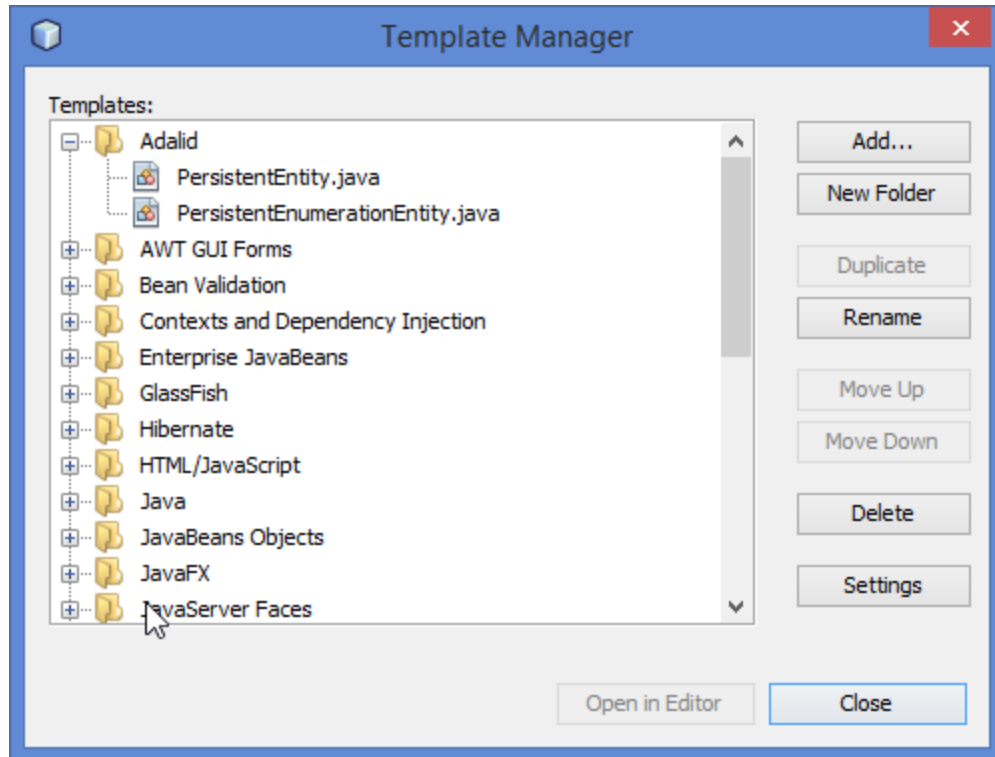 Template Manager
Templates:
Adalid
PersistentEntity.java
PersistentEnumerationEntity.java
AWT GUI Forms
Bean Validation
Contexts and Dependency Injection
Enterprise JavaBeans
GlassFish
Hibernate
HTML/JavaScript
Java
JavaBeans Objects
JavaFX
JavaServer Faces
Add...
New Folder
Duplicate
Rename
Move Up
Move Down
Delete
Settings
Open in Editor
Close